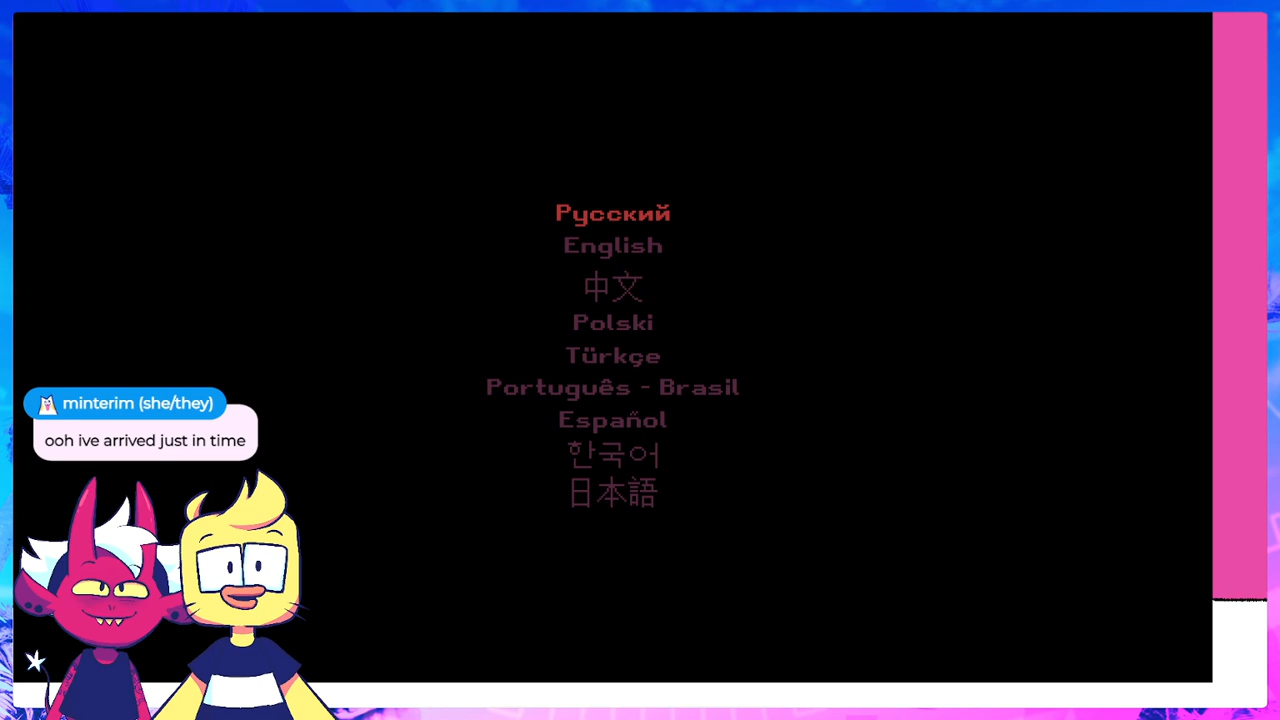 Русский
English
中文
Polski
Türkçe
Português - Brasil
Español
한국어
日本語
minterim (she/they)
ooh ive arrived just in time